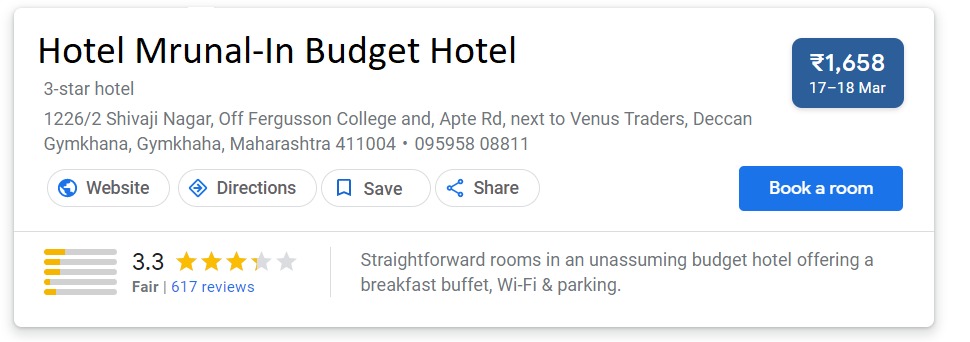 Hotel Mrunal-In Budget Hotel
₹1,658
17–18 Mar
3-star hotel
1226/2 Shivaji Nagar, Off Fergusson College and, Apte Rd, next to Venus Traders, Deccan
Gymkhana, Gymkhaha, Maharashtra 411004 • 095958 08811
Website
Directions
Save
Share
Book a room
3.3
Fair | 617 reviews
Straightforward rooms in an unassuming budget hotel offering a
breakfast buffet, Wi-Fi & parking.